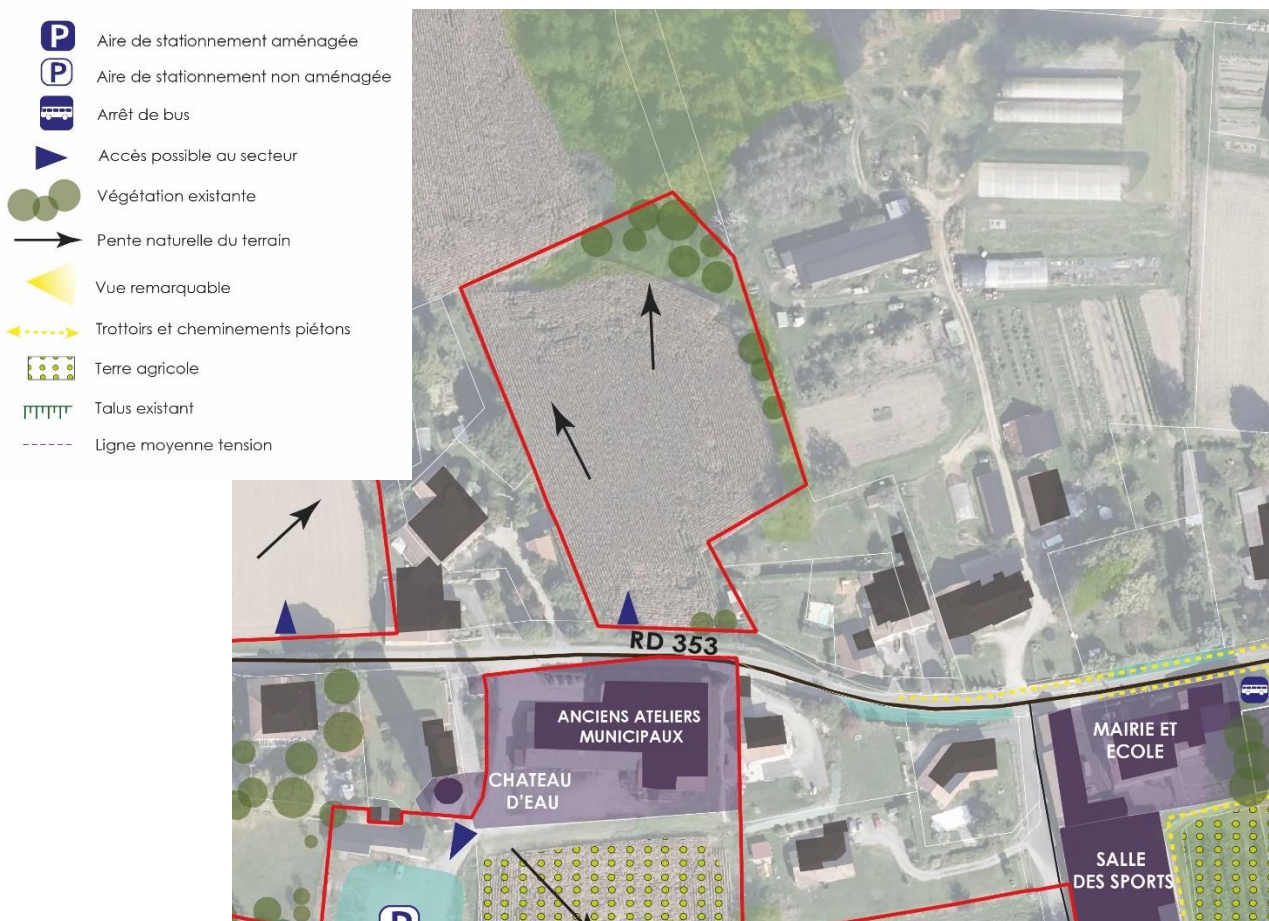 P Aire de stationnement aménagée
P Aire de stationnement non aménagée
Arrêt de bus
Accès possible au secteur
Végétation existante
Pente naturelle du terrain
Vue remarquable
Trottoirs et cheminements piétons
Terre agricole
Talus existant
Ligne moyenne tension
RD 353
ANCIENS ATELIERS
MUNICIPAUX
CHATEAU
D'EAU
MAIRIE ET
ECOLE
SALLE
DES SPORTS
P